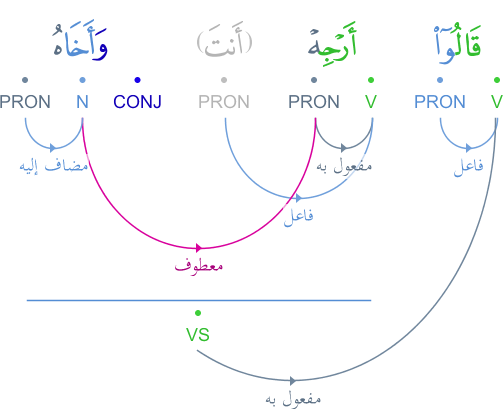 قَالُوٓا۟ أَرْجِهْ (أَنتَ) وَأَخَاهُ
V PRON V PRON PRON CONJ N PRON
فاعل
مفعول به
مضاف إليه
فاعل
معطوف
VS
مفعول به